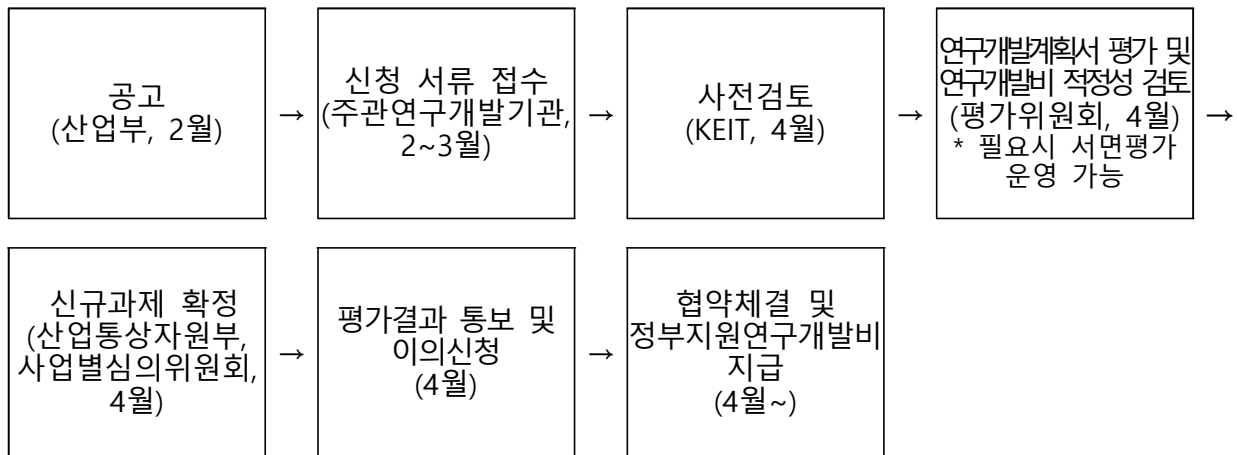 공고
(산업부, 2월)
→
신청 서류 접수
(주관연구개발기관,
2~3월)
→
사전검토
(KEIT, 4월)
→
연구개발계획서 평가 및
연구개발비 적정성 검토
(평가위원회, 4월)
* 필요시 서면평가
운영 가능
→
신규과제 확정
(산업통상자원부,
사업별심의위원회,
4월)
→
평가결과 통보 및
이의신청
(4월)
→
협약체결 및
정부지원연구개발비
지급
(4월~)